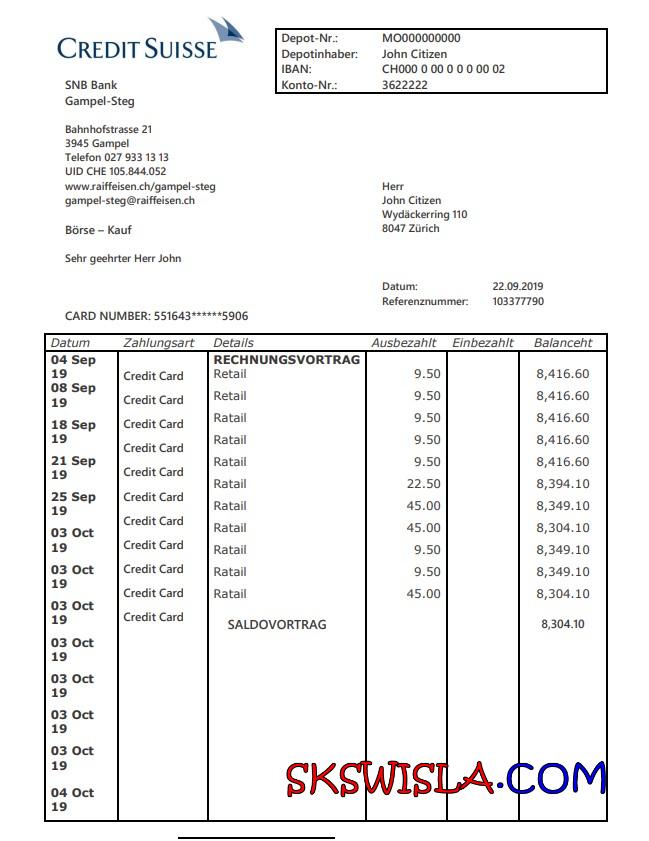 CREDIT SUISSE
Depot-Nr.: MO000000000
Depotinhaber: John Citizen
IBAN: CH000 0 00 0 0 0 00 02
Konto-Nr.: 3622222
SNB Bank
Gampel-Steg
Bahnhofstrasse 21
3945 Gampel
Telefon 027 933 13 13
UID CHE 105.844.052
www.raiffeisen.ch/gampel-steg
gampel-steg@raiffeisen.ch
Herr
John Citizen
Wydäckerring 110
8047 Zürich
Börse – Kauf
Sehr geehrter Herr John
Datum: 22.09.2019
Referenznummer: 103377790
CARD NUMBER: 551643******5906
Datum Zahlungsart Details Ausbezahlt Einbezahlt Balanceht
04 Sep RECHNUNGSVORTRAG
19 Credit Card Retail 9.50 8,416.60
08 Sep
19 Credit Card Retail 9.50 8,416.60
18 Sep Credit Card Ratail 9.50 8,416.60
19 Credit Card Ratail 9.50 8,416.60
21 Sep Credit Card Ratail 9.50 8,416.60
19 Credit Card Ratail 22.50 8,394.10
25 Sep Credit Card Ratail 45.00 8,349.10
19
03 Oct Credit Card Ratail 45.00 8,304.10
19 Credit Card Ratail 9.50 8,349.10
03 Oct Credit Card Ratail 9.50 8,349.10
19
03 Oct Credit Card Ratail 45.00 8,304.10
19 SALDOVORTRAG 8,304.10
03 Oct
19
03 Oct
19
03 Oct
19
03 Oct
19
04 Oct
19
SKSWISLA.COM